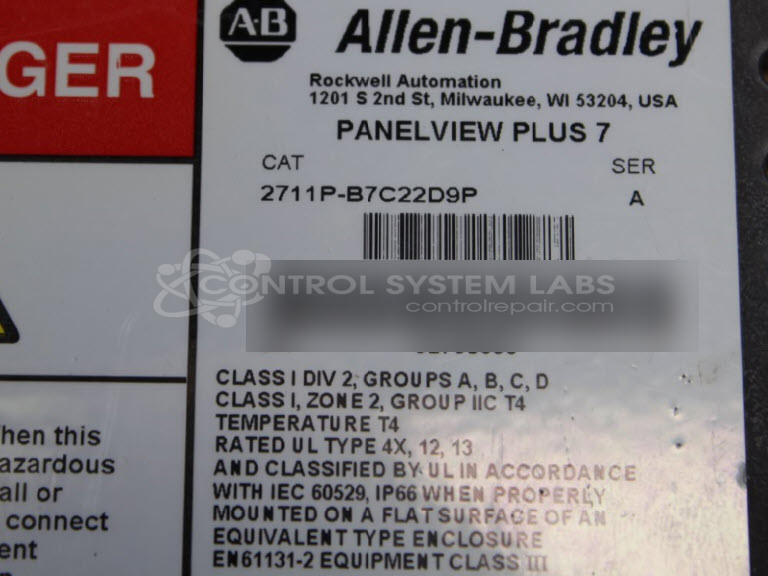 GER
A-B
Allen-Bradley
Rockwell Automation
1201 S 2nd St, Milwaukee, WI 53204, USA
PANELVIEW PLUS 7
CAT
SER
2711P-B7C22D9P
A
CONTROL SYSTEM LABS
controlrepair.com
CLASS I DIV 2, GROUPS A, B, C, D
CLASS I, ZONE 2, GROUP IIC T4
TEMPERATURE T4
RATED UL TYPE 4X, 12, 13
AND CLASSIFIED BY UL IN ACCORDANCE
WITH IEC 60529, IP66 WHEN PROPERLY
MOUNTED ON A FLAT SURFACE OF AN
EQUIVALENT TYPE ENCLOSURE
EN61131-2 EQUIPMENT CLASS III
hen this
azardous
all or
connect
ent